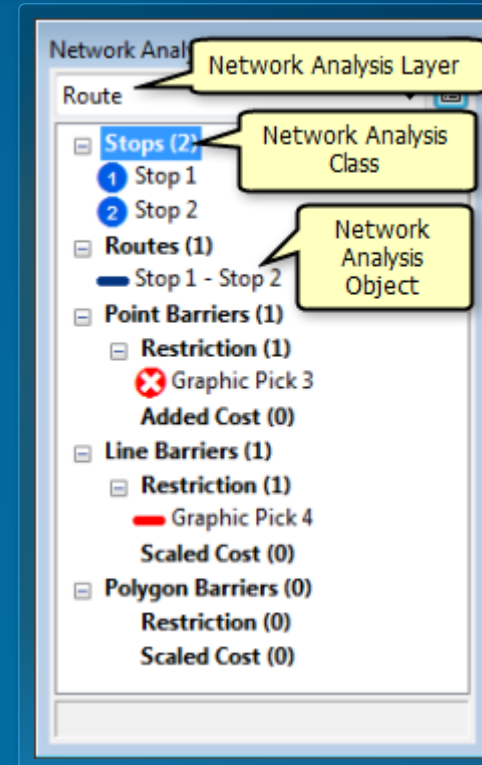 Network Anal
Network Analysis Layer
Route
Stops (2)
Network Analysis
Class
Stop 1
Stop 2
Network
Analysis
Object
Routes (1)
Stop 1 - Stop 2
Point Barriers (1)
Restriction (1)
Graphic Pick 3
Added Cost (0)
Line Barriers (1)
Restriction (1)
Graphic Pick 4
Scaled Cost (0)
Polygon Barriers (0)
Restriction (0)
Scaled Cost (0)